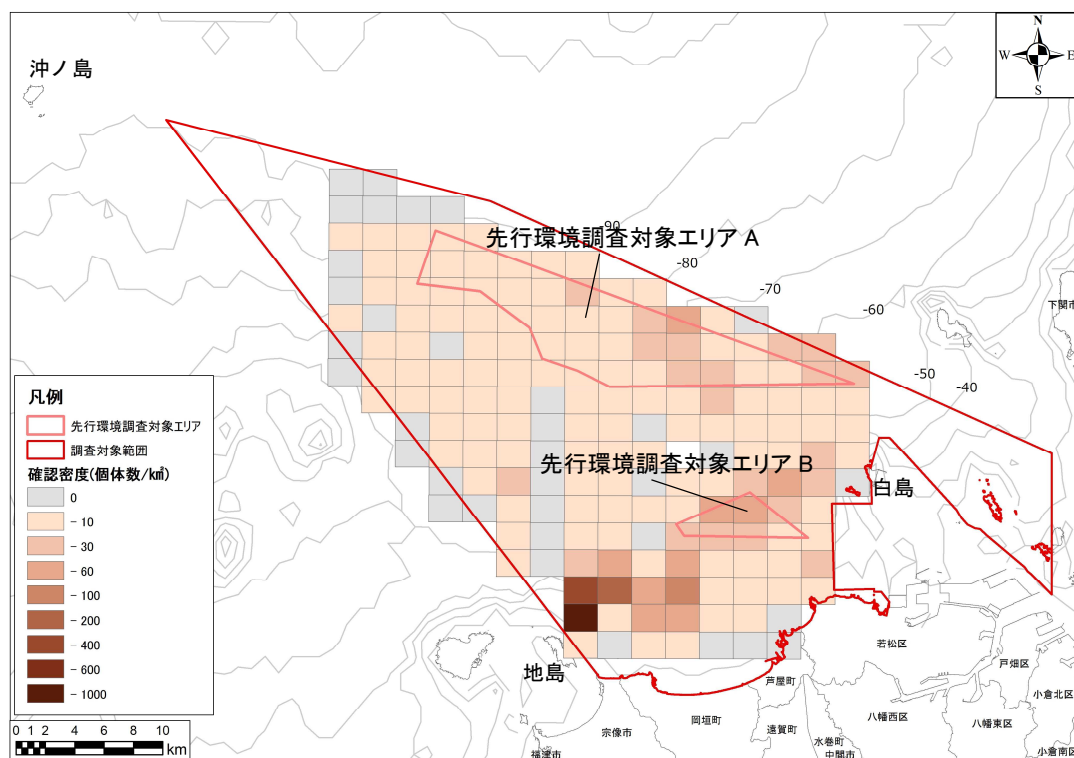 N
W
E
S
沖ノ島
-90
先行環境調査対象エリア A
-80
-70
-60
下関市
-50
-40
凡例
先行環境調査対象エリア
調査対象範囲
確認密度(個体数/㎢)
0
- 10
- 30
- 60
- 100
- 200
- 400
- 600
- 1000
先行環境調査対象エリア B
白島
地島
若松区
戸畑区
芦屋町
小倉北区
岡垣町
宗像市
遠賀町
八幡西区
八幡東区
水巻町
中間市
福津市
小倉南区
0 1 2 4 6 8 10
km